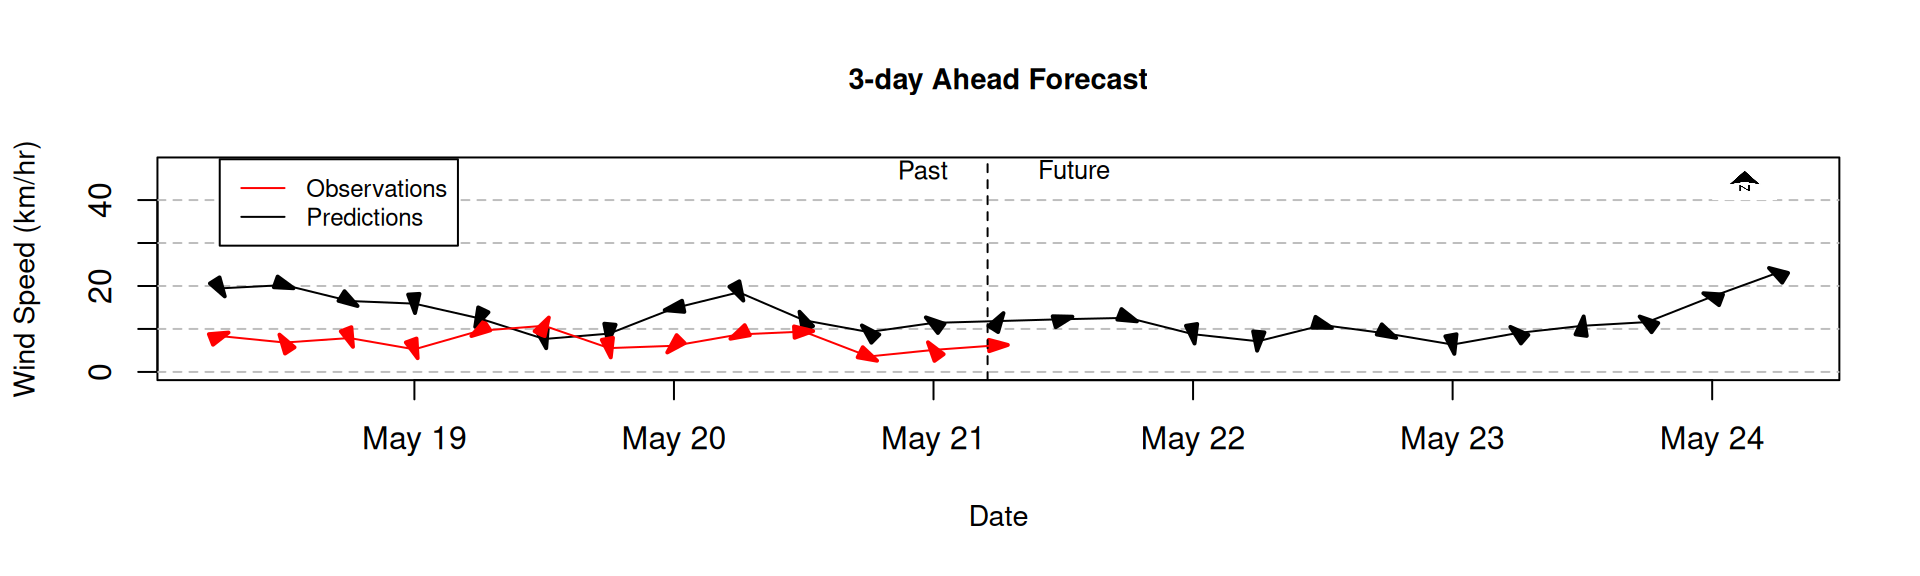 3-day Ahead Forecast
Wind Speed (km/hr)
Observations
Predictions
Past
Future
N
40
20
0
May 19
May 20
May 21
May 22
May 23
May 24
Date